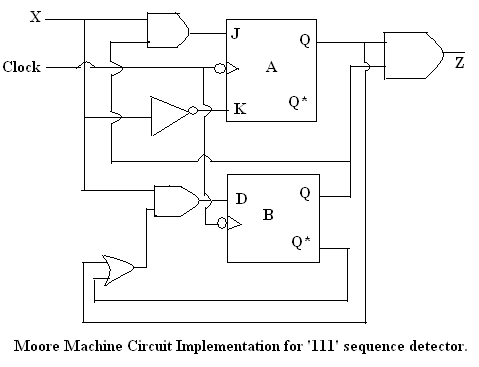 X
J
Q
Z
Clock
A
K
Q*
D
Q
B
Q*
Moore Machine Circuit Implementation for '111' sequence detector.